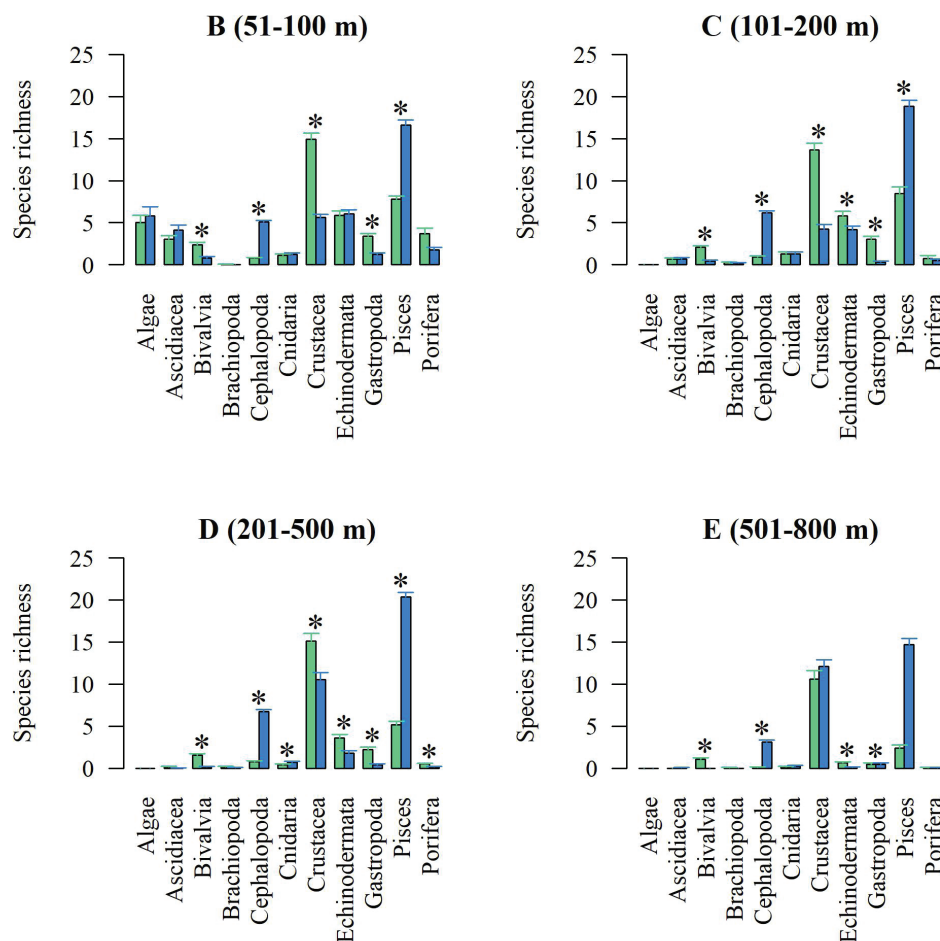 B (51-100 m)
Species richness
25
20
15
10
5
0
*
*
*
*
*
Algae
Ascidiacea
Bivalvia
Brachiopoda
Cephalopoda
Cnidaria
Crustacea
Echinodermata
Gastropoda
Pisces
Porifera
C (101-200 m)
Species richness
25
20
15
10
5
0
*
*
*
*
*
*
Algae
Ascidiacea
Bivalvia
Brachiopoda
Cephalopoda
Cnidaria
Crustacea
Echinodermata
Gastropoda
Pisces
Porifera
D (201-500 m)
Species richness
25
20
15
10
5
0
*
*
*
*
*
*
*
*
Algae
Ascidiacea
Bivalvia
Brachiopoda
Cephalopoda
Cnidaria
Crustacea
Echinodermata
Gastropoda
Pisces
Porifera
E (501-800 m)
Species richness
25
20
15
10
5
0
*
*
*
*
Algae
Ascidiacea
Bivalvia
Brachiopoda
Cephalopoda
Cnidaria
Crustacea
Echinodermata
Gastropoda
Pisces
Porifera